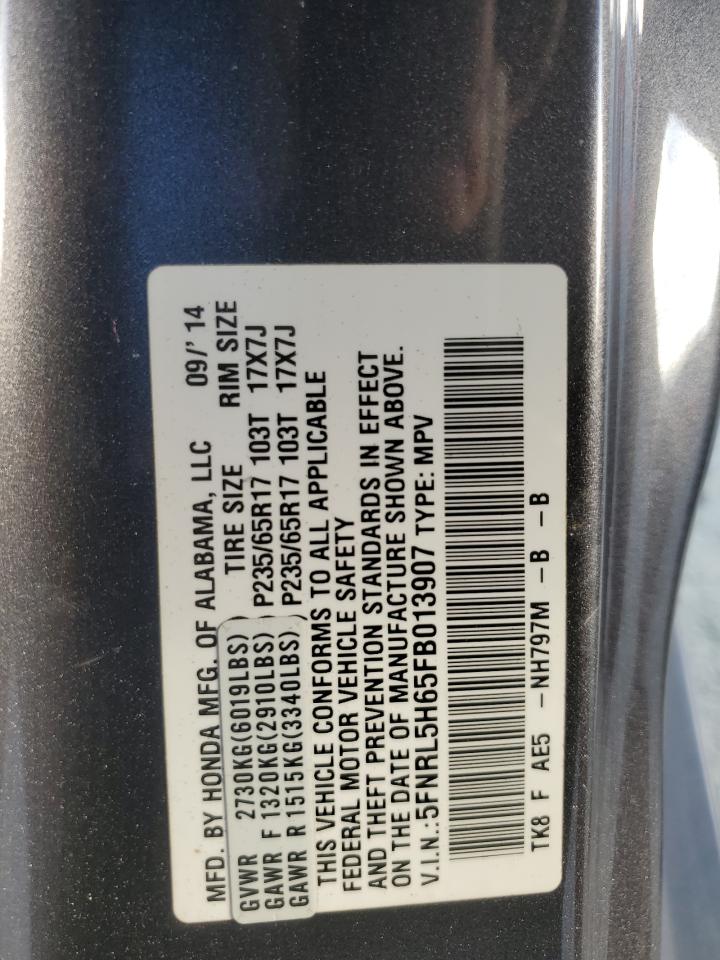 MFD. BY HONDA MFG. OF ALABAMA, LLC 09/'14
GVWR 2730KG(6019LBS) TIRE SIZE RIM SIZE
GAWR F 1320KG(2910LBS) P235/65R17 103T 17X7J
GAWR R 1515KG(3340LBS) P235/65R17 103T 17X7J
THIS VEHICLE CONFORMS TO ALL APPLICABLE
FEDERAL MOTOR VEHICLE SAFETY
AND THEFT PREVENTION STANDARDS IN EFFECT
ON THE DATE OF MANUFACTURE SHOWN ABOVE.
V.I.N.:5FNRL5H65FB013907 TYPE: MPV
TK8 F AE5 -NH797M -B -B